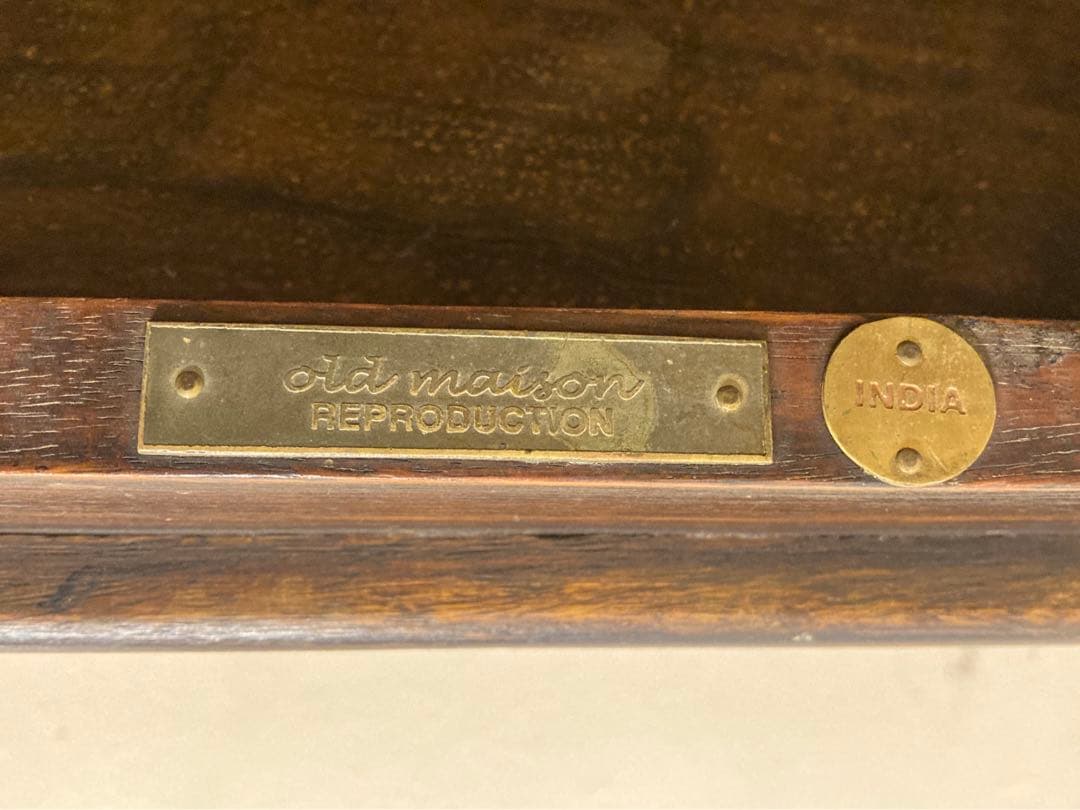 old maison
REPRODUCTION
INDIA